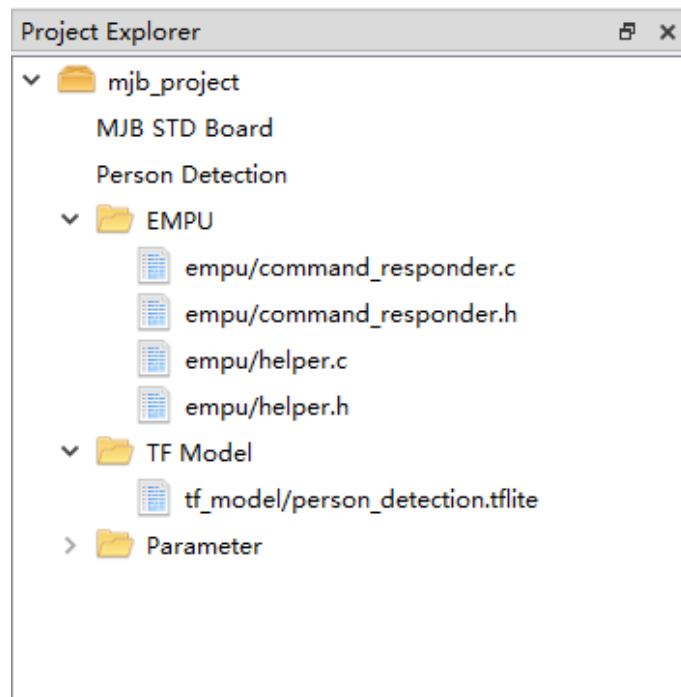 Project Explorer
mjb_project
MJB STD Board
Person Detection
EMPU
empu/command_responder.c
empu/command_responder.h
empu/helper.c
empu/helper.h
TF Model
tf_model/person_detection.tflite
Parameter